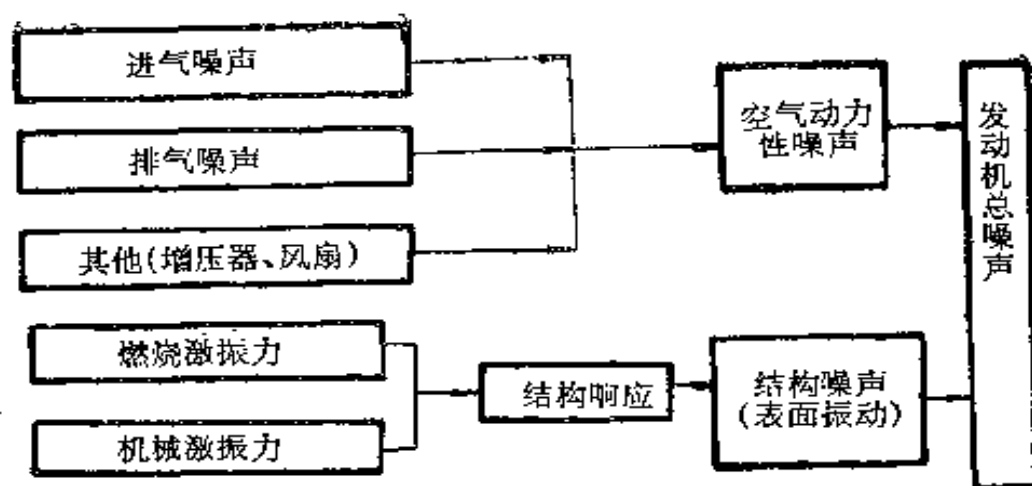 进气噪声
排气噪声
其他(增压器、风扇)
燃烧激振力
机械激振力
结构响应
空气动力
性噪声
结构噪声
(表面振动)
发动机总噪声